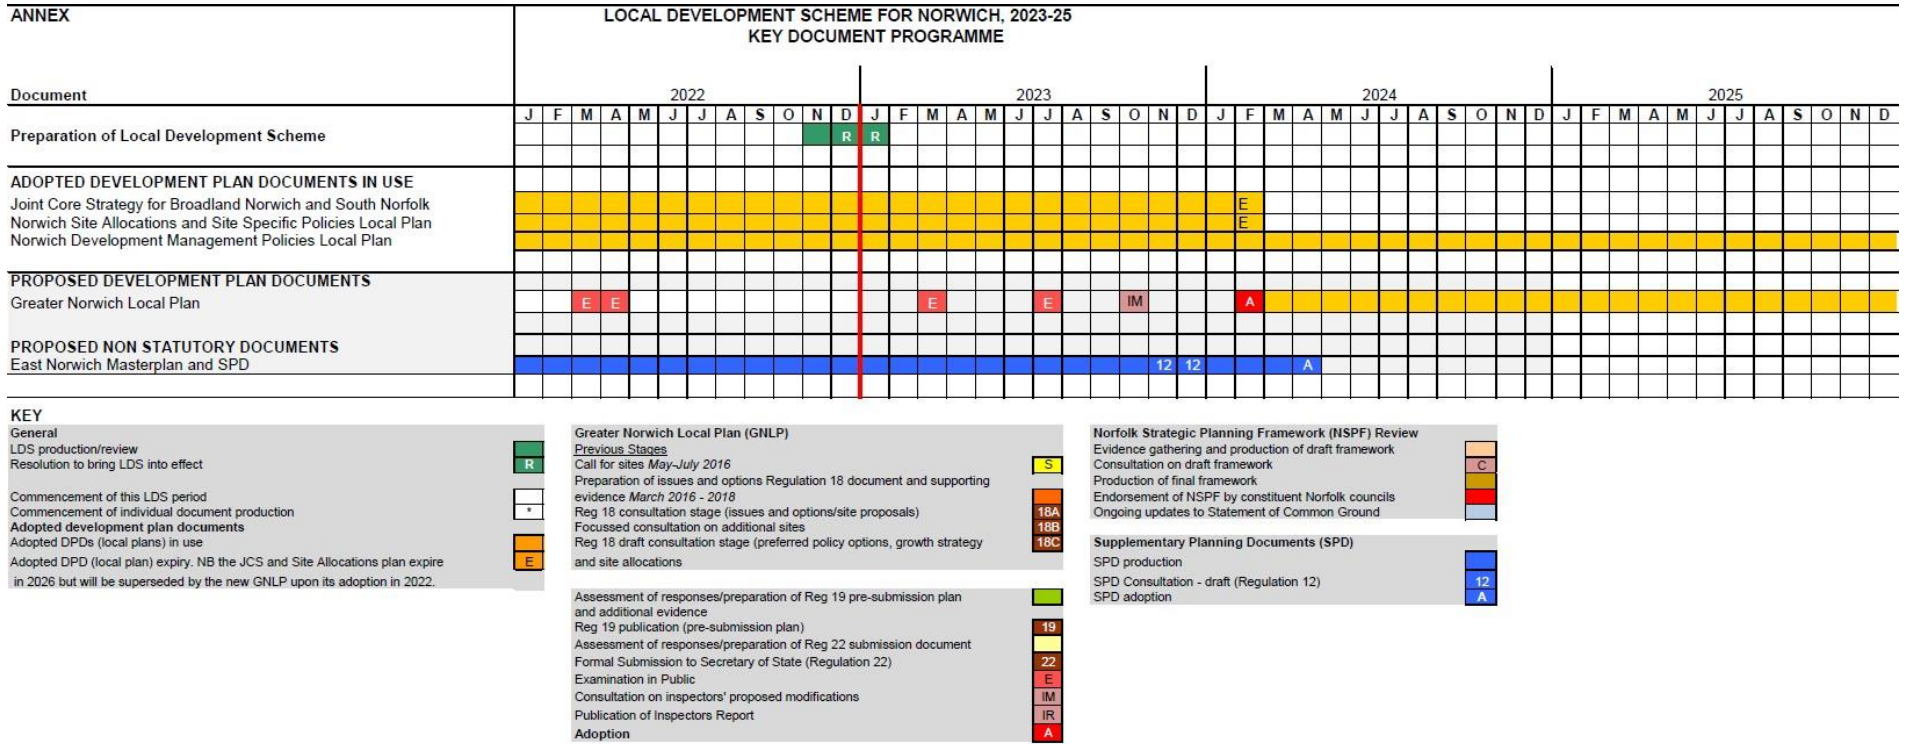 ANNEX
LOCAL DEVELOPMENT SCHEME FOR NORWICH, 2023-25
KEY DOCUMENT PROGRAMME
Document 2022 2023 2024 2025
J F M A M J J A S O N D J F M A M J J A S O N D J F M A M J J A S O N D J F M A M J J A S O N D
Preparation of Local Development Scheme R R
ADOPTED DEVELOPMENT PLAN DOCUMENTS IN USE
Joint Core Strategy for Broadland Norwich and South Norfolk E
Norwich Site Allocations and Site Specific Policies Local Plan E
Norwich Development Management Policies Local Plan
PROPOSED DEVELOPMENT PLAN DOCUMENTS
Greater Norwich Local Plan E E E E IM A
PROPOSED NON STATUTORY DOCUMENTS
East Norwich Masterplan and SPD 12 12 A
KEY
General
LDS production/review
Resolution to bring LDS into effect R
Commencement of this LDS period
Commencement of individual document production *
Adopted development plan documents
Adopted DPDs (local plans) in use
Adopted DPD (local plan) expiry. NB the JCS and Site Allocations plan expire E
in 2026 but will be superseded by the new GNLP upon its adoption in 2022.
Greater Norwich Local Plan (GNLP)
Previous Stages
Call for sites May-July 2016 S
Preparation of issues and options Regulation 18 document and supporting
evidence March 2016 - 2018
Reg 18 consultation stage (issues and options/site proposals) 18A
Focussed consultation on additional sites 18B
Reg 18 draft consultation stage (preferred policy options, growth strategy 18C
and site allocations
Assessment of responses/preparation of Reg 19 pre-submission plan
and additional evidence
Reg 19 publication (pre-submission plan) 19
Assessment of responses/preparation of Reg 22 submission document
Formal Submission to Secretary of State (Regulation 22) 22
Examination in Public E
Consultation on inspectors' proposed modifications IM
Publication of Inspectors Report IR
Adoption A
Norfolk Strategic Planning Framework (NSPF) Review
Evidence gathering and production of draft framework
Consultation on draft framework C
Production of final framework
Endorsement of NSPF by constituent Norfolk councils
Ongoing updates to Statement of Common Ground
Supplementary Planning Documents (SPD)
SPD production
SPD Consultation - draft (Regulation 12) 12
SPD adoption A